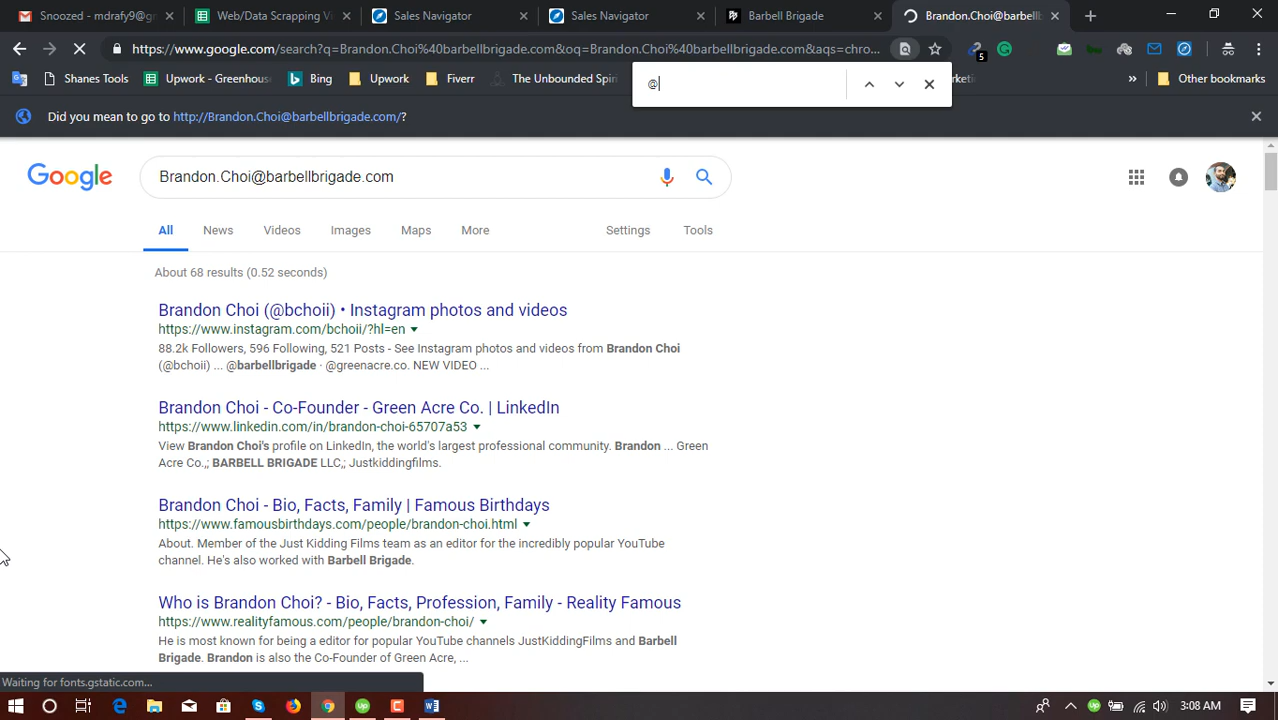 Snoozed - mdrafy9@g
Web/Data Scrapping Vi
Sales Navigator
Sales Navigator
Barbell Brigade
Brandon.Choi@barbell
https://www.google.com/search?q=Brandon.Choi%40barbellbrigade.com&oq=Brandon.Choi%40barbellbrigade.com&aqs=chro...
5
Shanes Tools
Upwork - Greenhous
Bing
Upwork
Fiverr
The Unbounded Spiri
rketi
»
Other bookmarks
@
Did you mean to go to http://Brandon.Choi@barbellbrigade.com/?
Google
Brandon.Choi@barbellbrigade.com
All
News
Videos
Images
Maps
More
Settings
Tools
About 68 results (0.52 seconds)
Brandon Choi (@bchoii) • Instagram photos and videos
https://www.instagram.com/bchoii/?hl=en
88.2k Followers, 596 Following, 521 Posts - See Instagram photos and videos from Brandon Choi
(@bchoii) ... @barbellbrigade · @greenacre.co. NEW VIDEO ...
Brandon Choi - Co-Founder - Green Acre Co. | LinkedIn
https://www.linkedin.com/in/brandon-choi-65707a53
View Brandon Choi's profile on LinkedIn, the world's largest professional community. Brandon ... Green
Acre Co.,; BARBELL BRIGADE LLC,; Justkiddingfilms.
Brandon Choi - Bio, Facts, Family | Famous Birthdays
https://www.famousbirthdays.com/people/brandon-choi.html
About. Member of the Just Kidding Films team as an editor for the incredibly popular YouTube
channel. He's also worked with Barbell Brigade.
Who is Brandon Choi? - Bio, Facts, Profession, Family - Reality Famous
https://www.realityfamous.com/people/brandon-choi/
He is most known for being a editor for popular YouTube channels JustKiddingFilms and Barbell
Brigade. Brandon is also the Co-Founder of Green Acre, ...
Waiting for fonts.gstatic.com...
3:08 AM